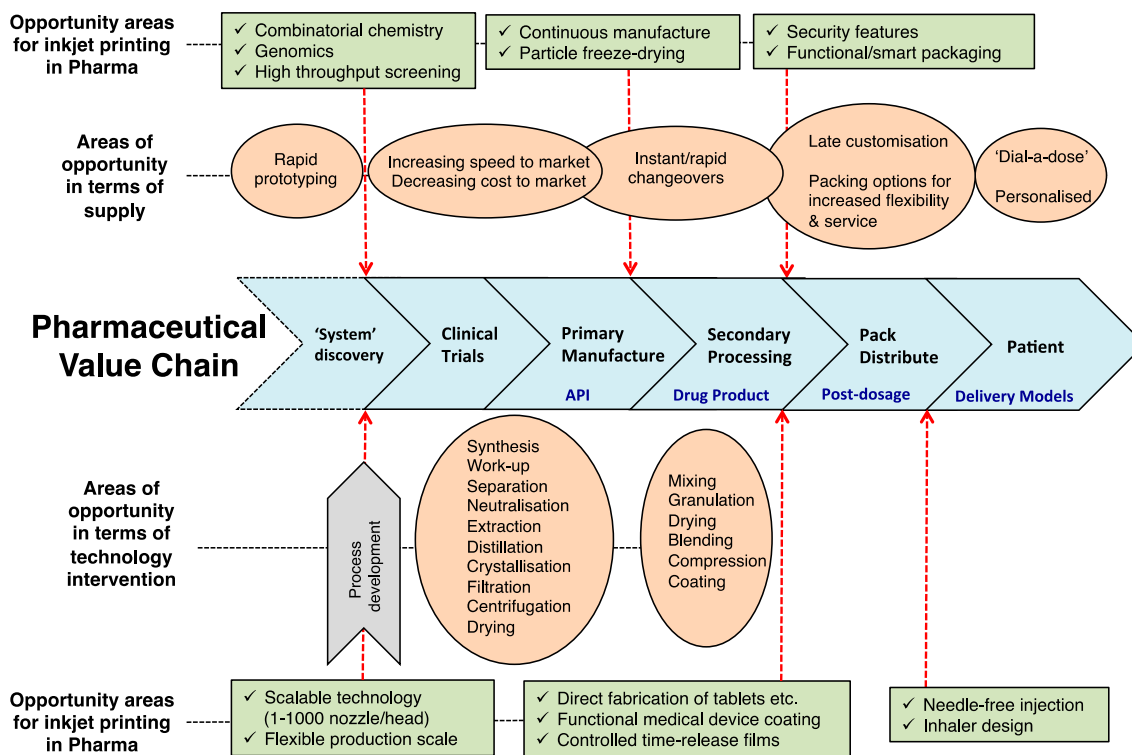 Opportunity areas
for inkjet printing
in Pharma
✓ Combinatorial chemistry
✓ Genomics
✓ High throughput screening
✓ Continuous manufacture
✓ Particle freeze-drying
✓ Security features
✓ Functional/smart packaging
Areas of
opportunity
in terms of
supply
Rapid
prototyping
Increasing speed to market
Decreasing cost to market
Instant/rapid
changeovers
Late customisation
Packing options for
increased flexibility
& service
‘Dial-a-dose’
Personalised
Pharmaceutical
Value Chain
‘System’
discovery
Clinical
Trials
Primary
Manufacture
API
Secondary
Processing
Drug Product
Pack
Distribute
Post-dosage
Patient
Delivery Models
Areas of
opportunity
in terms of
technology
intervention
Process
development
Synthesis
Work-up
Separation
Neutralisation
Extraction
Distillation
Crystallisation
Filtration
Centrifugation
Drying
Mixing
Granulation
Drying
Blending
Compression
Coating
Opportunity areas
for inkjet printing
in Pharma
✓ Scalable technology
(1-1000 nozzle/head)
✓ Flexible production scale
✓ Direct fabrication of tablets etc.
✓ Functional medical device coating
✓ Controlled time-release films
✓ Needle-free injection
✓ Inhaler design